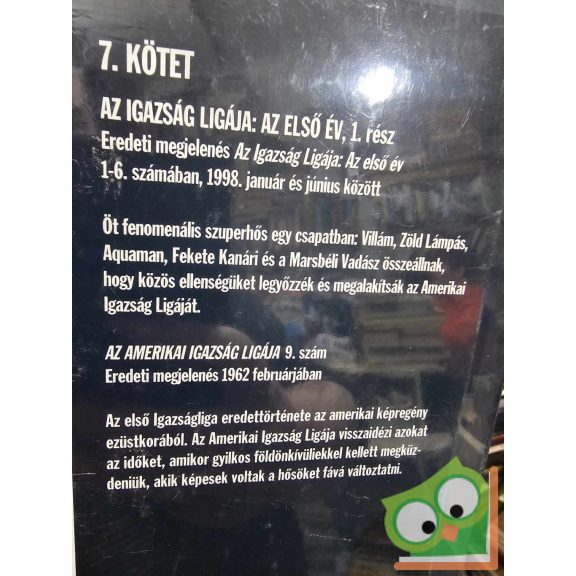 7. KÖTET
AZ IGAZSÁG LIGÁJA: AZ ELSŐ ÉV, 1. rész
Eredeti megjelenés Az Igazság Ligája: Az első év
1-6. számában, 1998. január és június között
Öt fenomenális szuperhős egy csapatban: Villám, Zöld Lámpás,
Aquaman, Fekete Kanári és a Marsbéli Vadász összeállnak,
hogy közös ellenségüket legyőzzék és megalakítsák az Amerikai
Igazság Ligáját.
AZ AMERIKAI IGAZSÁG LIGÁJA 9. szám
Eredeti megjelenés 1962 februárjában
Az első Igazságliga eredettörténete az amerikai képregény
ezüstkorából. Az Amerikai Igazság Ligája visszaidézi azokat
az időket, amikor gyilkos földönkívüliekkel kellett megküz-
deniük, akik képesek voltak a hősöket fává változtatni.